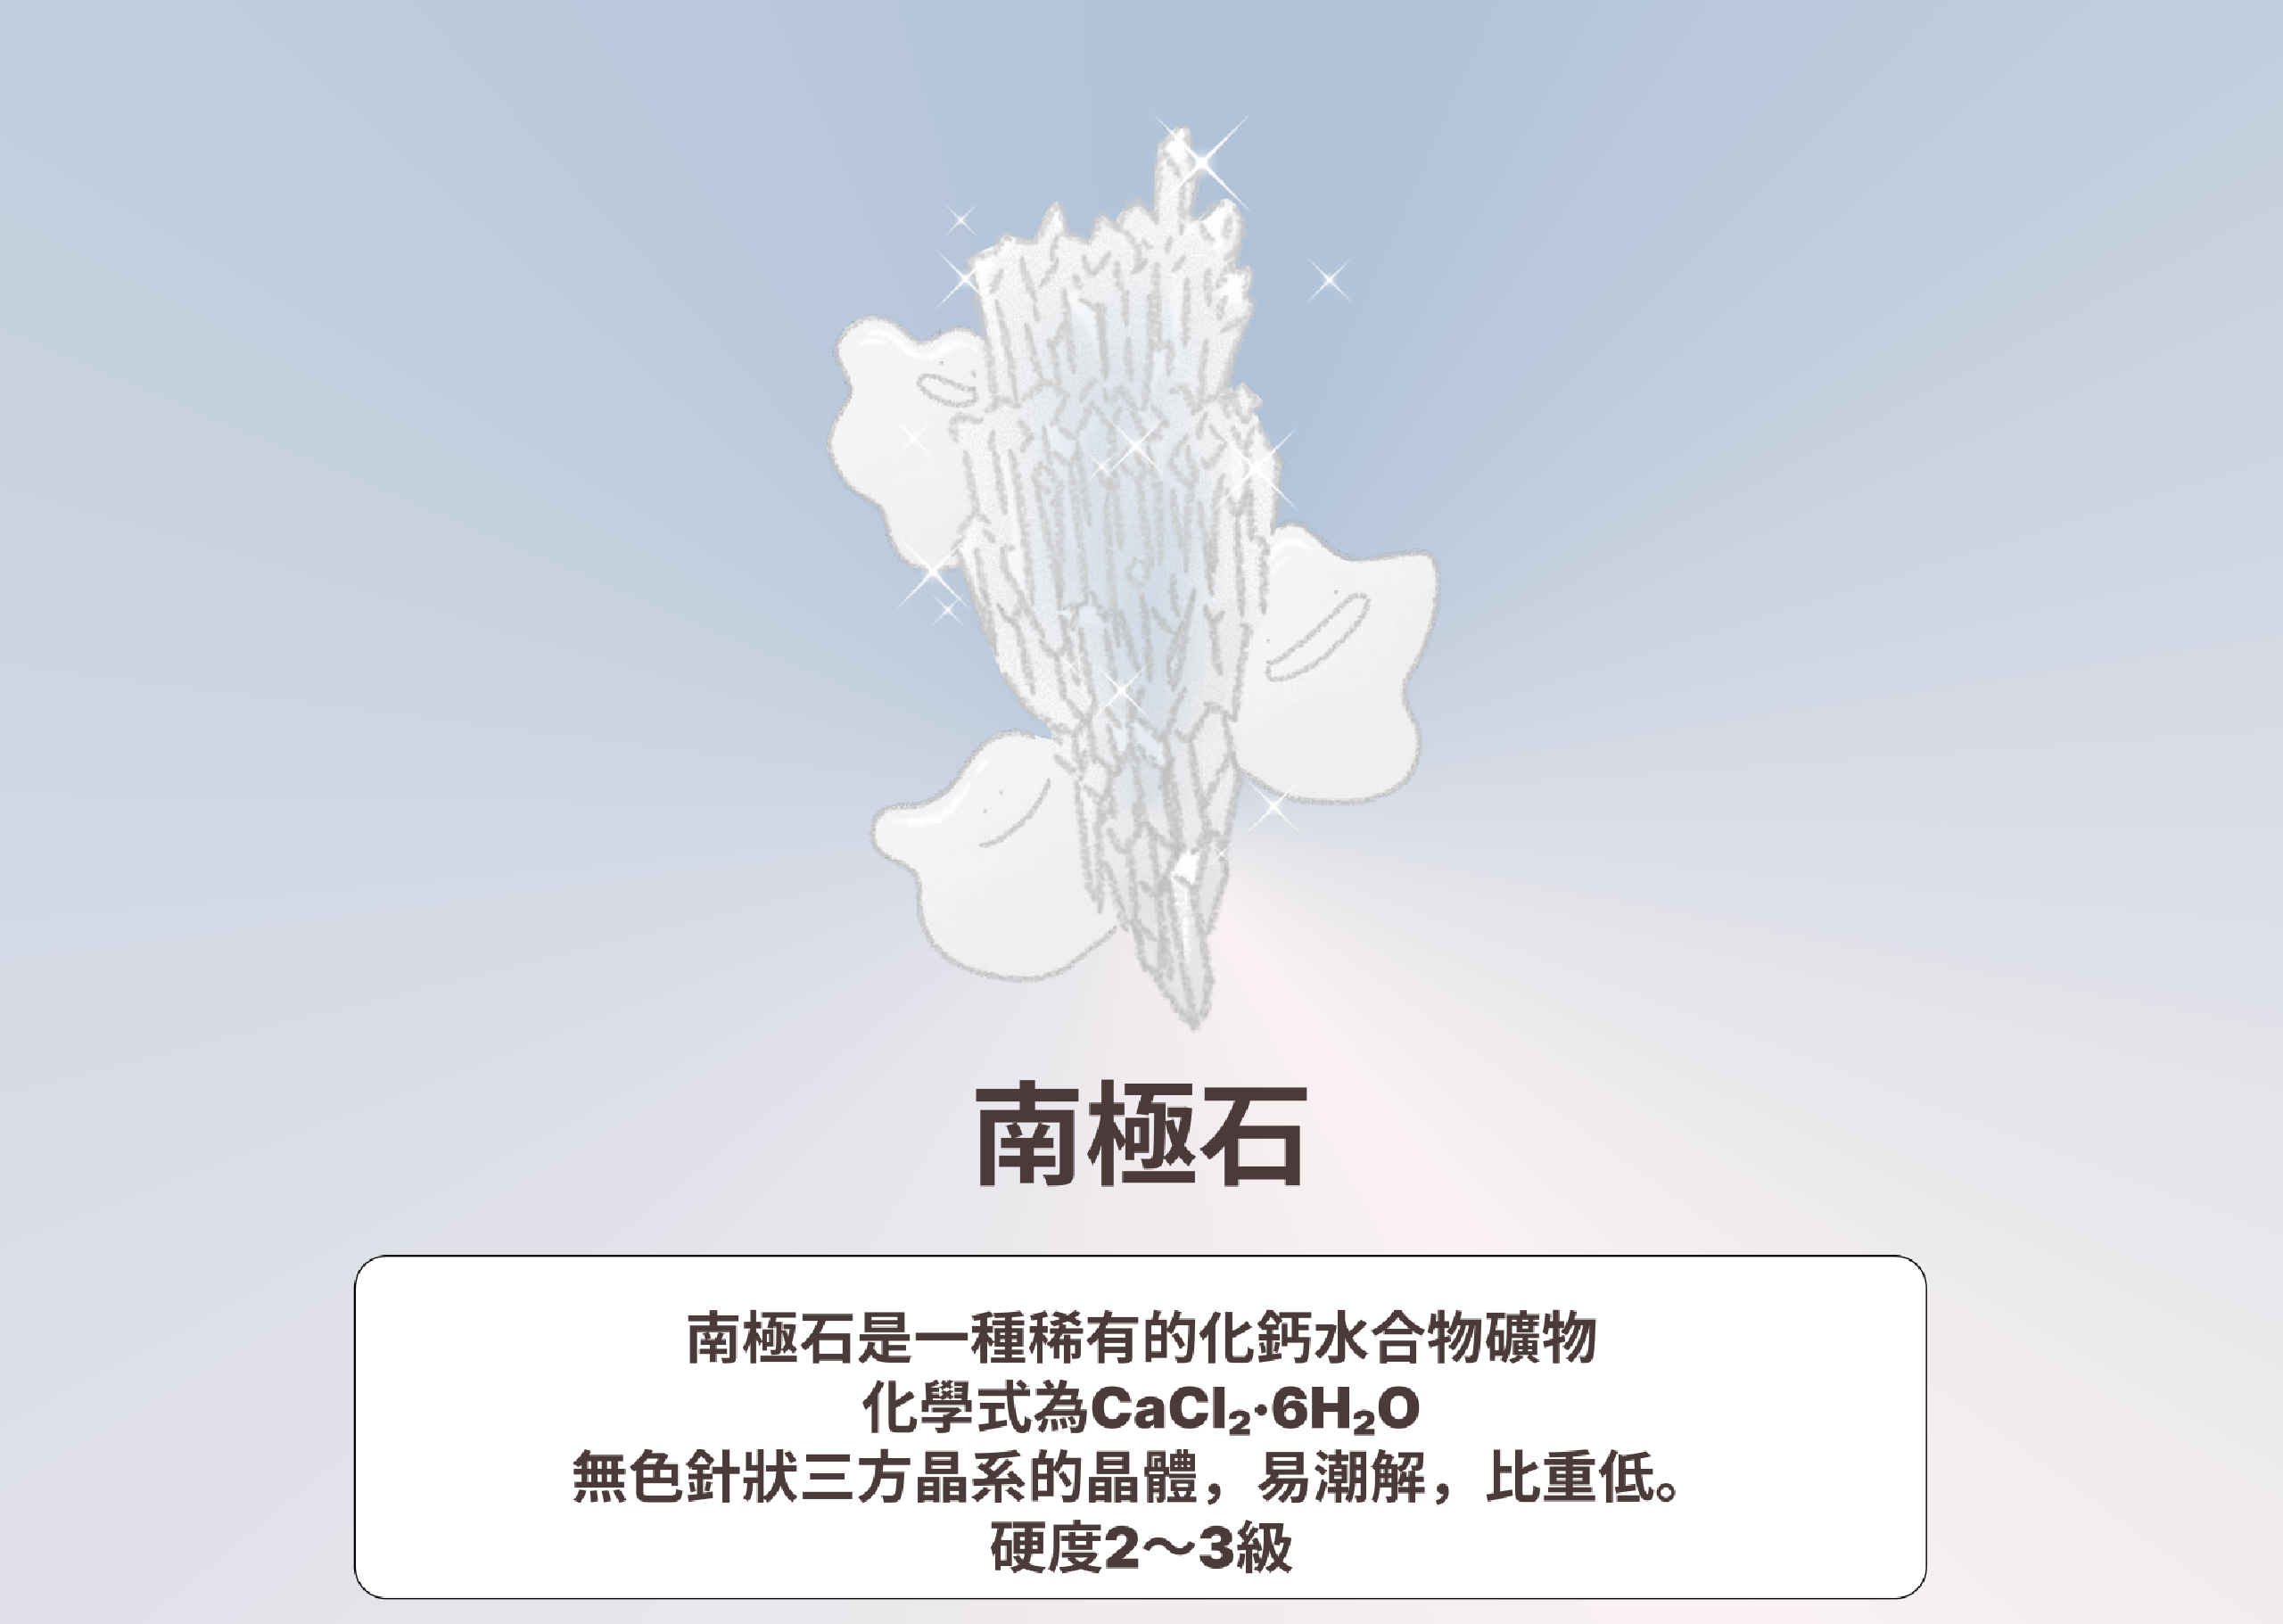 南極石
南極石是一種稀有的化鈣水合物礦物
化學式為CaCl₂·6H₂O
無色針狀三方晶系的晶體，易潮解，比重低。
硬度2～3級